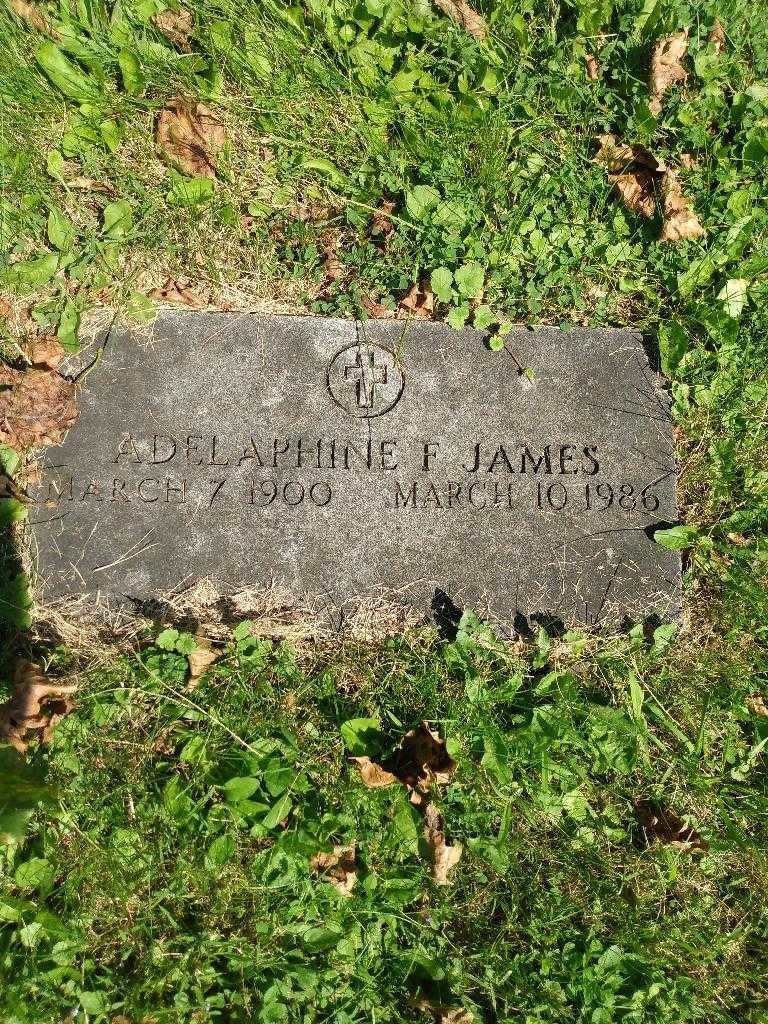 ADELAPHINE F JAMES
MARCH 7 1900 MARCH 10 1986